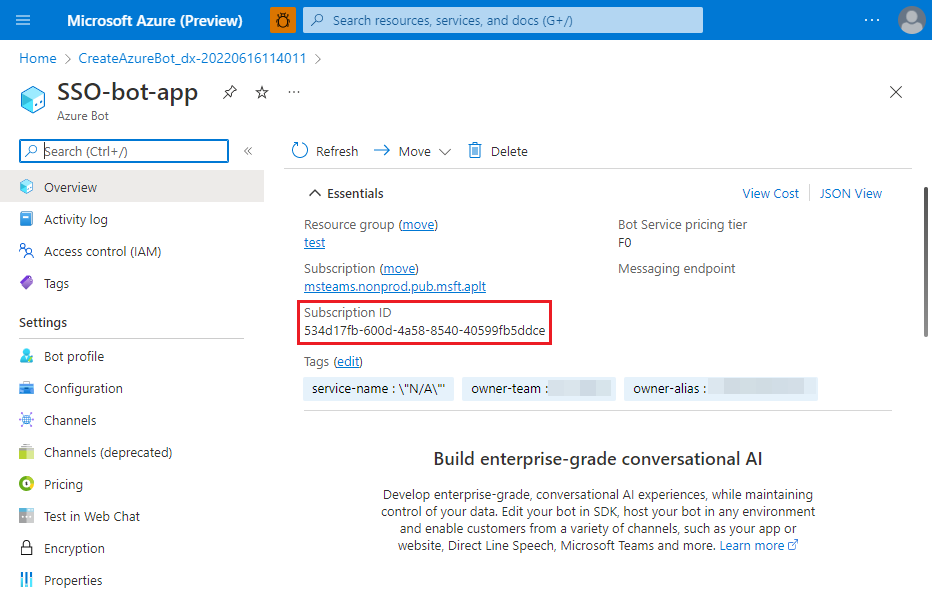 Microsoft Azure (Preview)
Search resources, services, and docs (G+/)
Home > CreateAzureBot_dx-20220616114011 >
SSO-bot-app
Azure Bot
Search (Ctrl+/)
Overview
Activity log
Access control (IAM)
Tags
Settings
Bot profile
Configuration
Channels
Channels (deprecated)
Pricing
Test in Web Chat
Encryption
Properties
Refresh
Move
Delete
Essentials
View Cost
JSON View
Resource group (move)
test
Subscription (move)
msteams.nonprod.pub.msft.aplt
Subscription ID
534d17fb-600d-4a58-8540-40599fb5ddce
Bot Service pricing tier
F0
Messaging endpoint
Tags (edit)
service-name : \"N/A\"'
owner-team :
owner-alias :
Build enterprise-grade conversational AI
Develop enterprise-grade, conversational AI experiences, while maintaining
control of your data. Edit your bot in SDK, host your bot in any environment
and enable customers from a variety of channels, such as your app or
website, Direct Line Speech, Microsoft Teams and more. Learn more